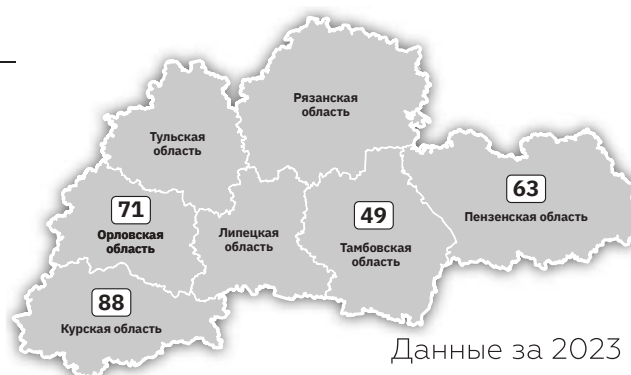 Рязанская
область
Тульская
область
63
Пензенская область
71
Орловская
область
Липецкая
область
49
Тамбовская
область
88
Курская область
Данные за 2023